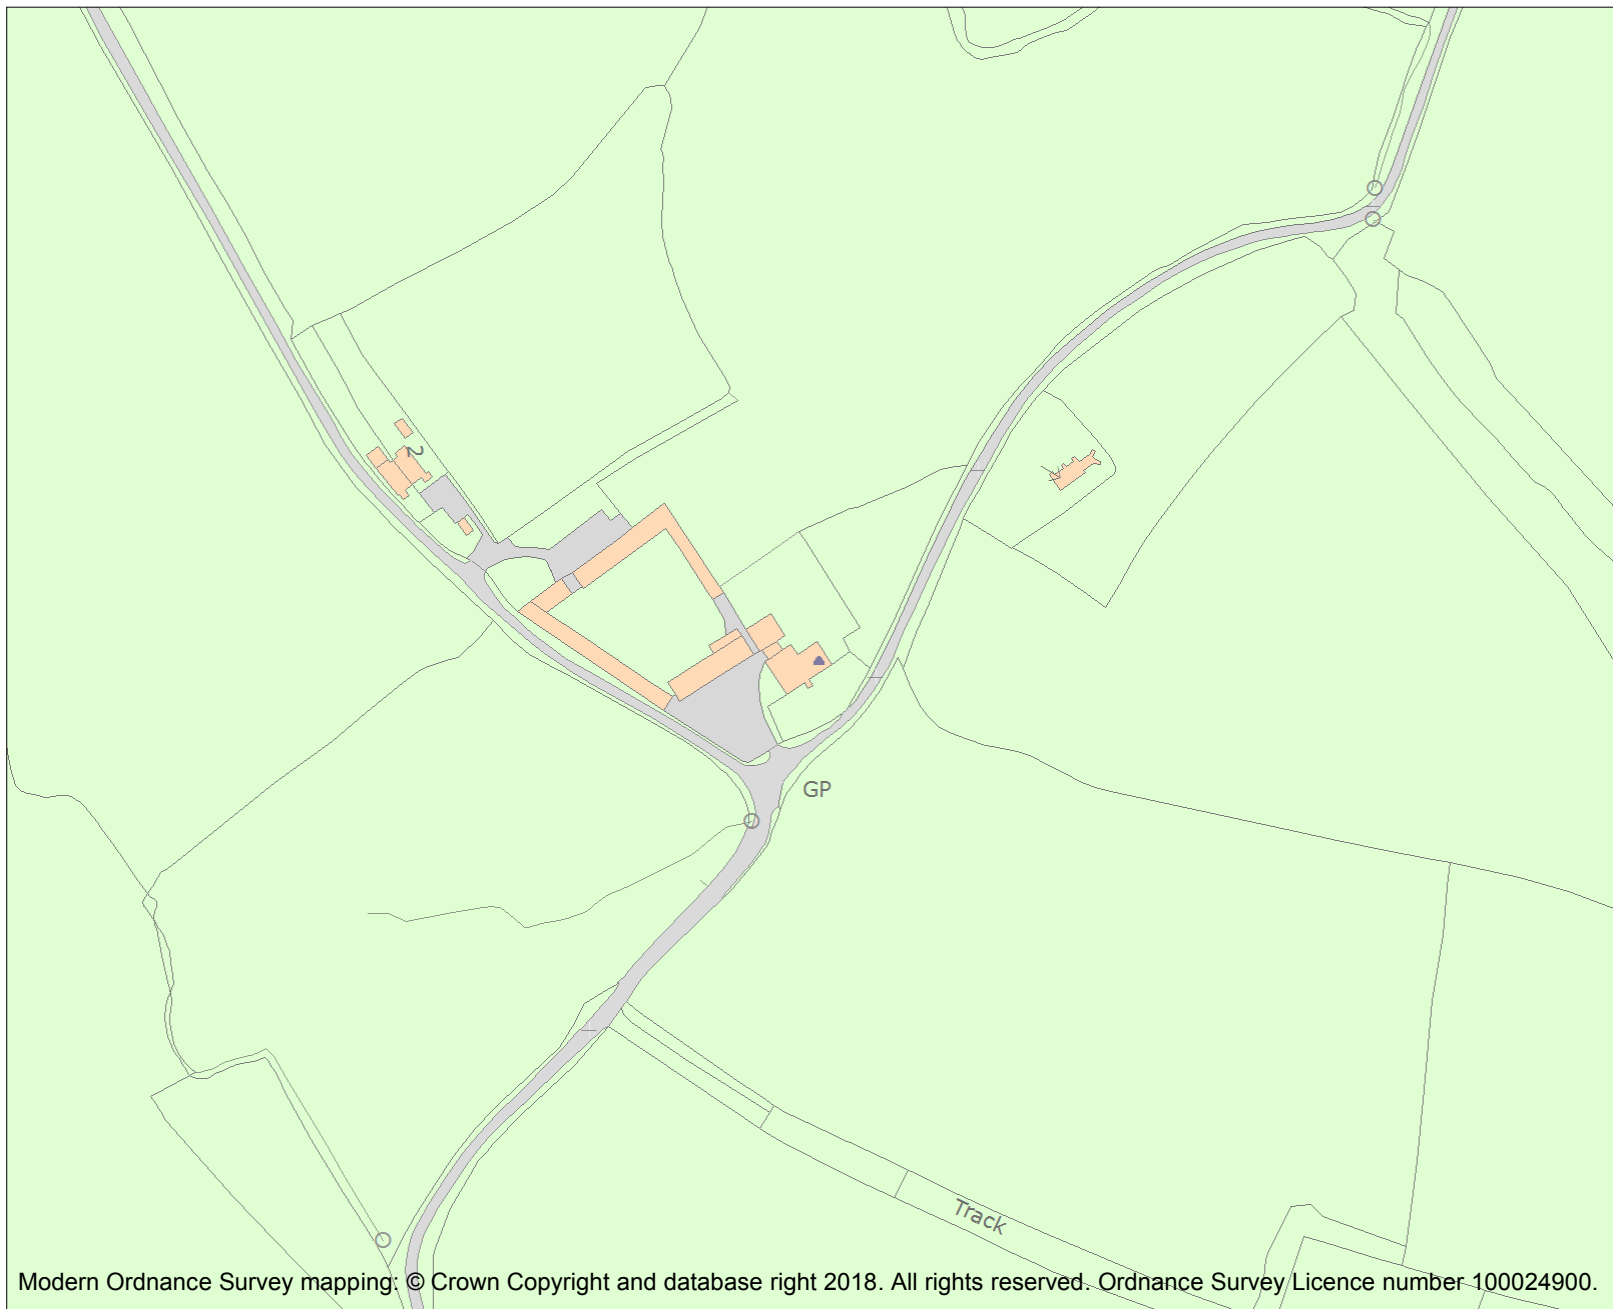 2
GP
Track
Modern Ordnance Survey mapping: © Crown Copyright and database right 2018. All rights reserved. Ordnance Survey Licence number 100024900.